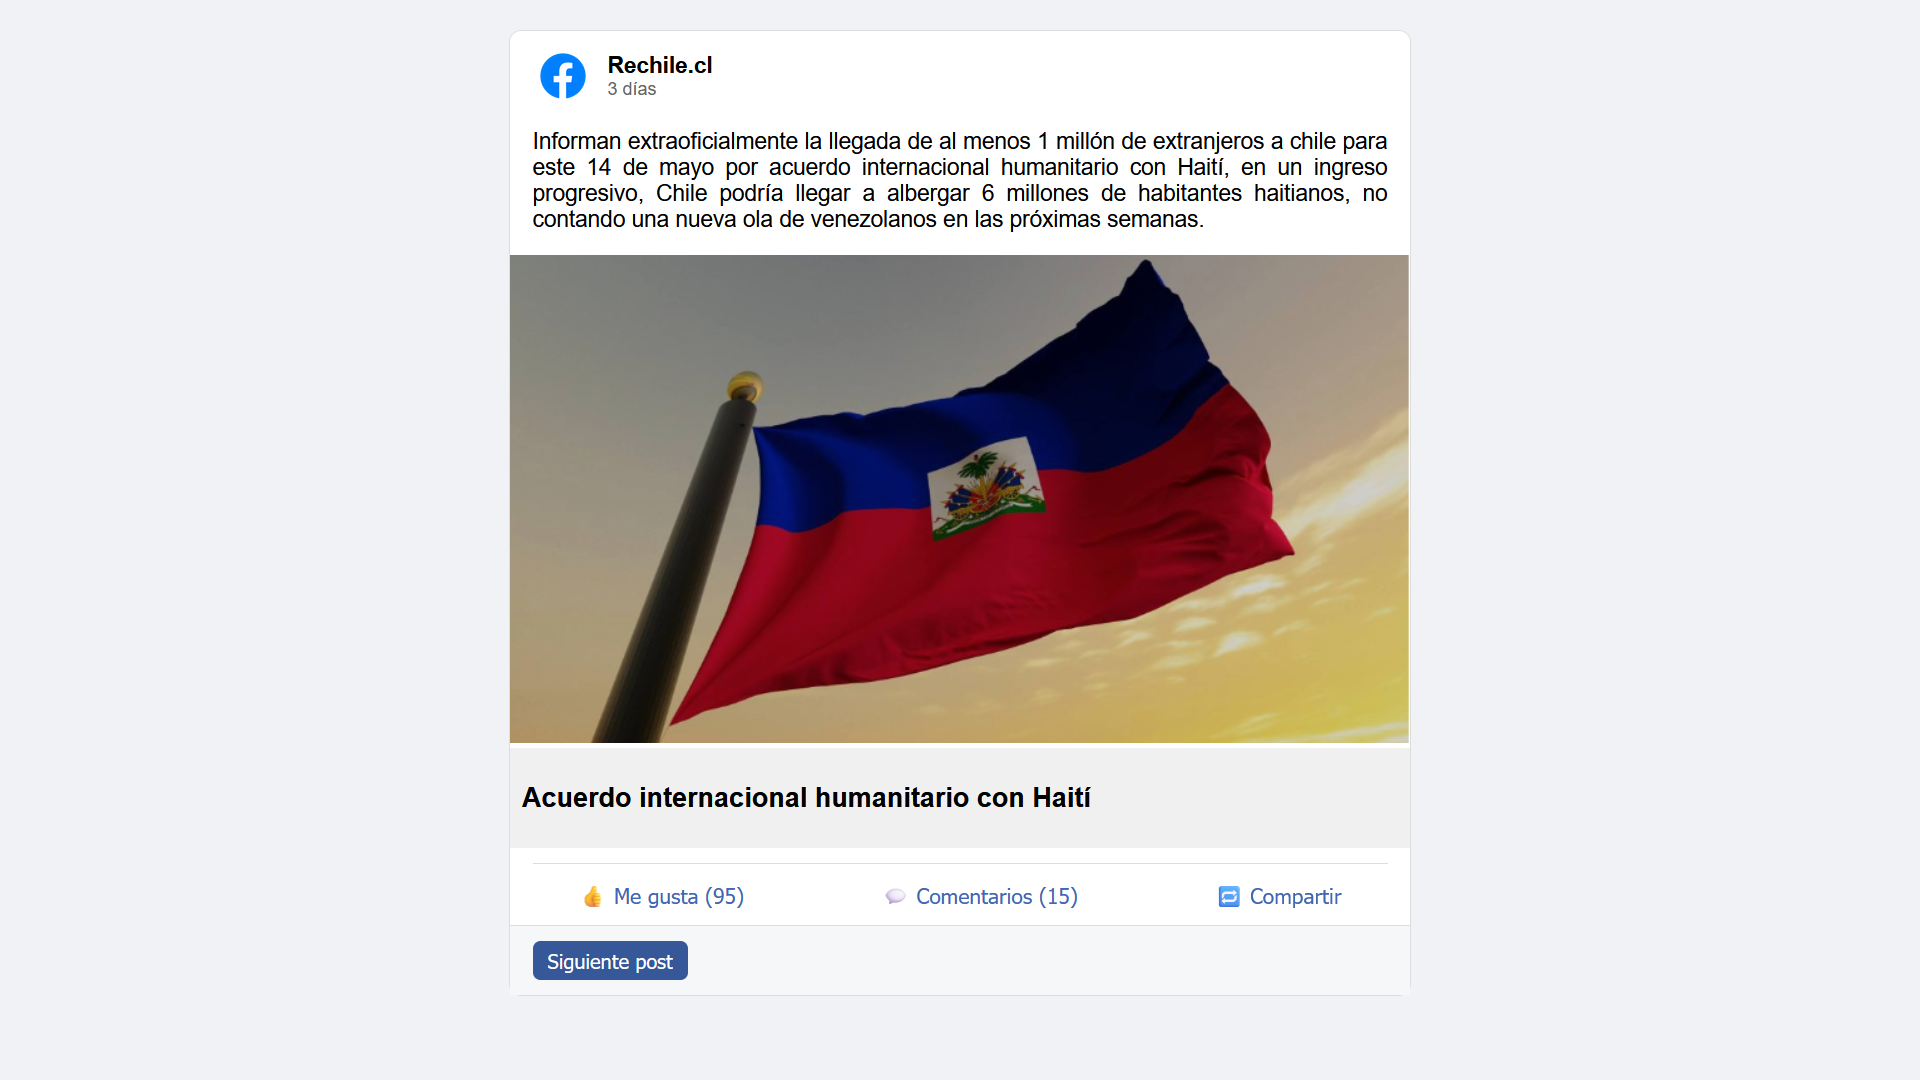 Rechile.cl
3 días
Informan extraoficialmente la llegada de al menos 1 millón de extranjeros a chile para
este 14 de mayo por acuerdo internacional humanitario con Haití, en un ingreso
progresivo, Chile podría llegar a albergar 6 millones de habitantes haitianos, no
contando una nueva ola de venezolanos en las próximas semanas.
Acuerdo internacional humanitario con Haití
👍 Me gusta (95) 💬 Comentarios (15) 🔁 Compartir
Siguiente post